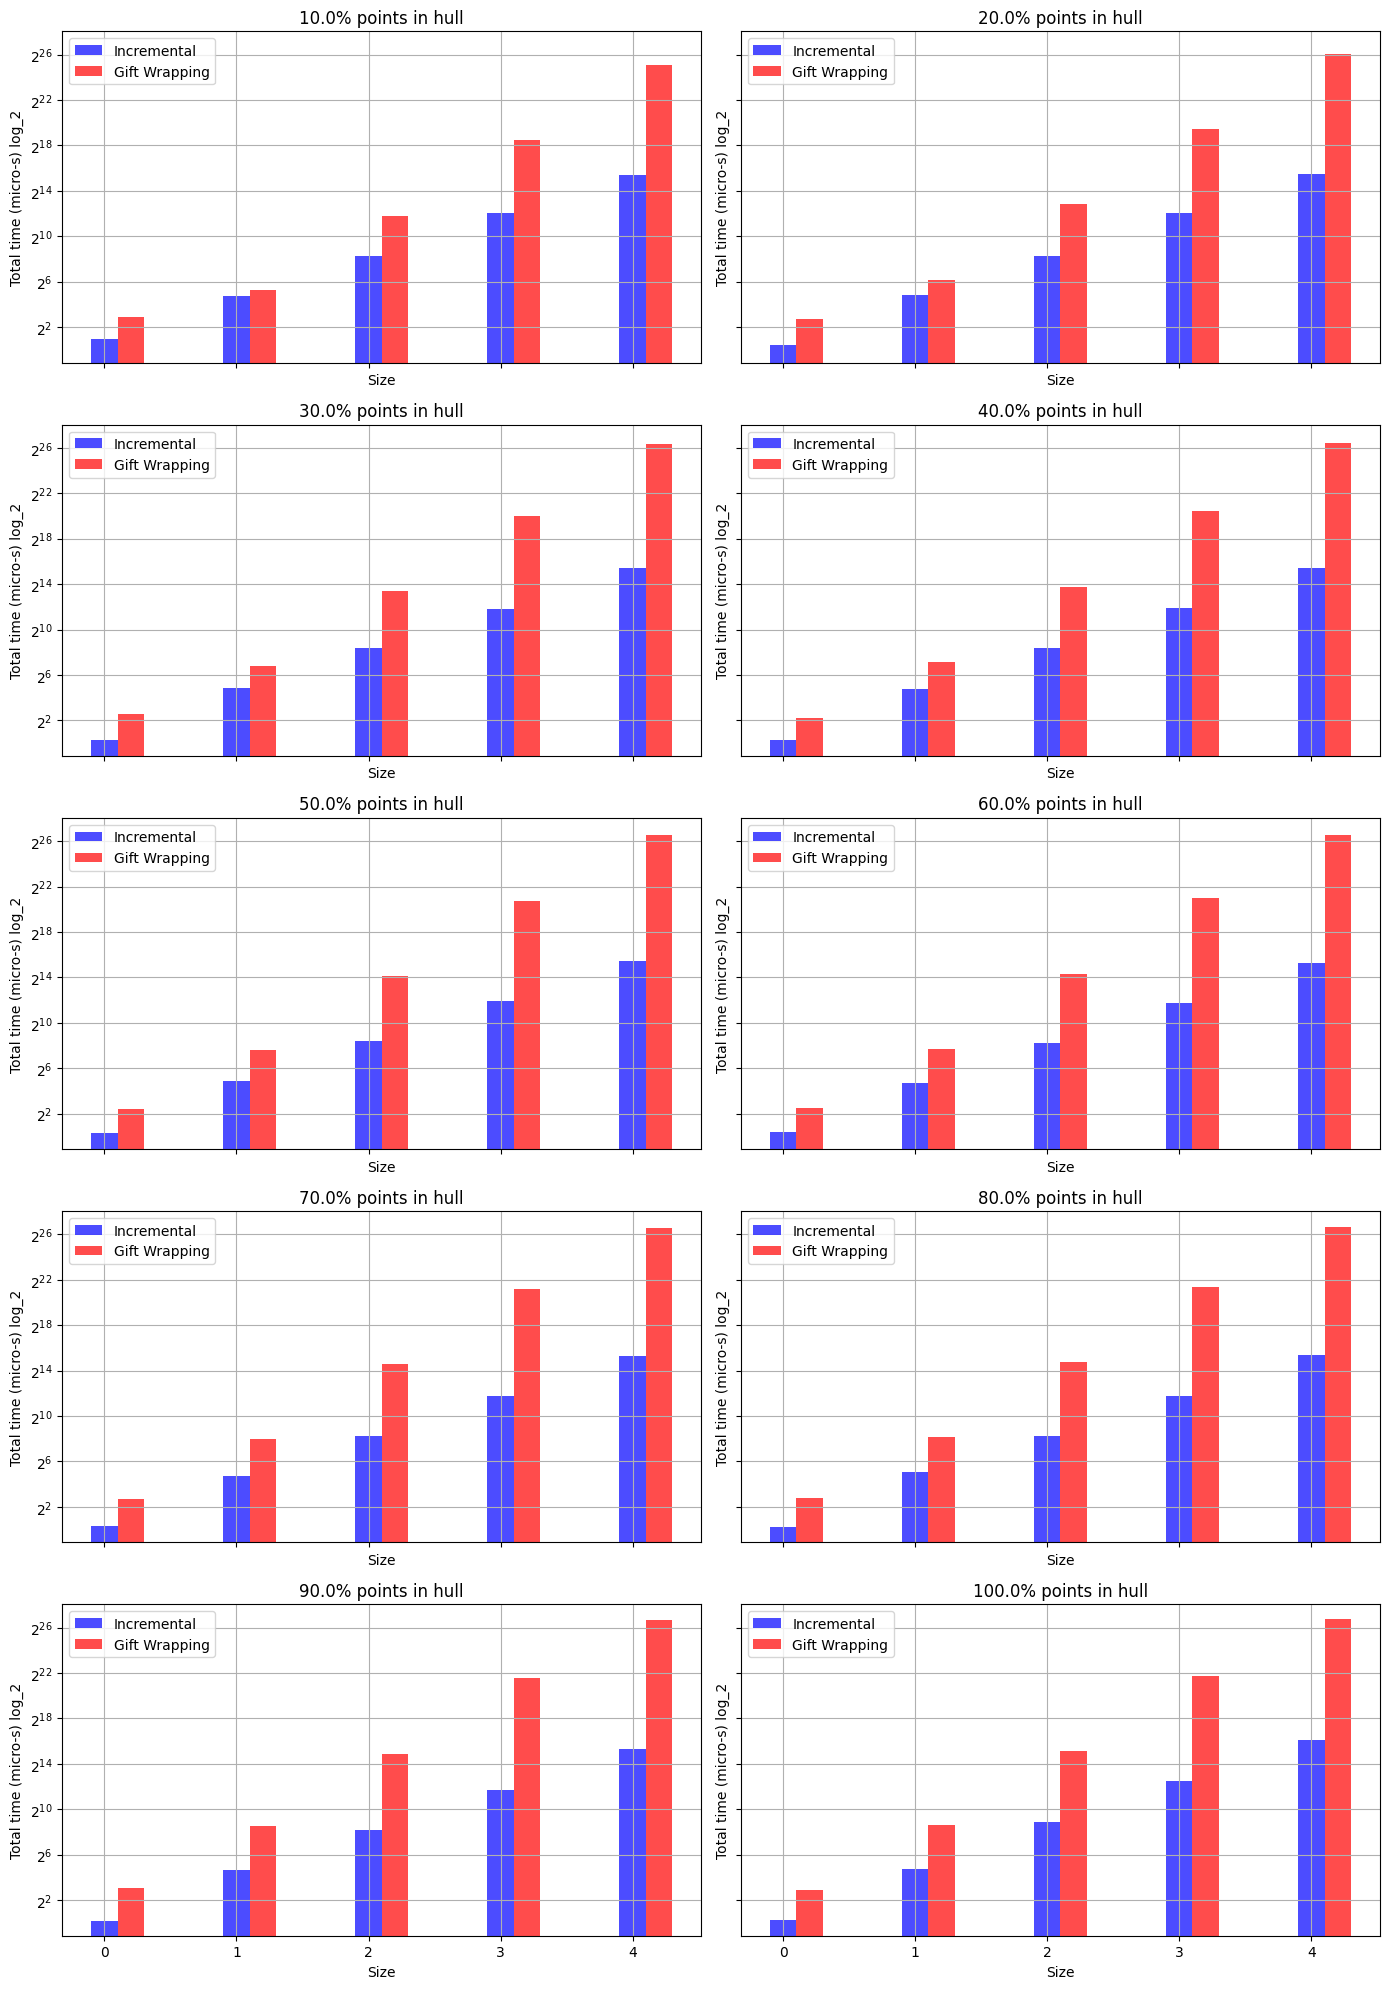 10.0% points in hull
Incremental
Gift Wrapping
2^26
2^22
2^18
2^14
2^10
2^6
2^2
Total time (micro-s) log_2
Size
20.0% points in hull
Incremental
Gift Wrapping
Total time (micro-s) log_2
Size
30.0% points in hull
Incremental
Gift Wrapping
2^26
2^22
2^18
2^14
2^10
2^6
2^2
Total time (micro-s) log_2
Size
40.0% points in hull
Incremental
Gift Wrapping
Total time (micro-s) log_2
Size
50.0% points in hull
Incremental
Gift Wrapping
2^26
2^22
2^18
2^14
2^10
2^6
2^2
Total time (micro-s) log_2
Size
60.0% points in hull
Incremental
Gift Wrapping
Total time (micro-s) log_2
Size
70.0% points in hull
Incremental
Gift Wrapping
2^26
2^22
2^18
2^14
2^10
2^6
2^2
Total time (micro-s) log_2
Size
80.0% points in hull
Incremental
Gift Wrapping
Total time (micro-s) log_2
Size
90.0% points in hull
Incremental
Gift Wrapping
2^26
2^22
2^18
2^14
2^10
2^6
2^2
Total time (micro-s) log_2
0 1 2 3 4
Size
100.0% points in hull
Incremental
Gift Wrapping
Total time (micro-s) log_2
0 1 2 3 4
Size